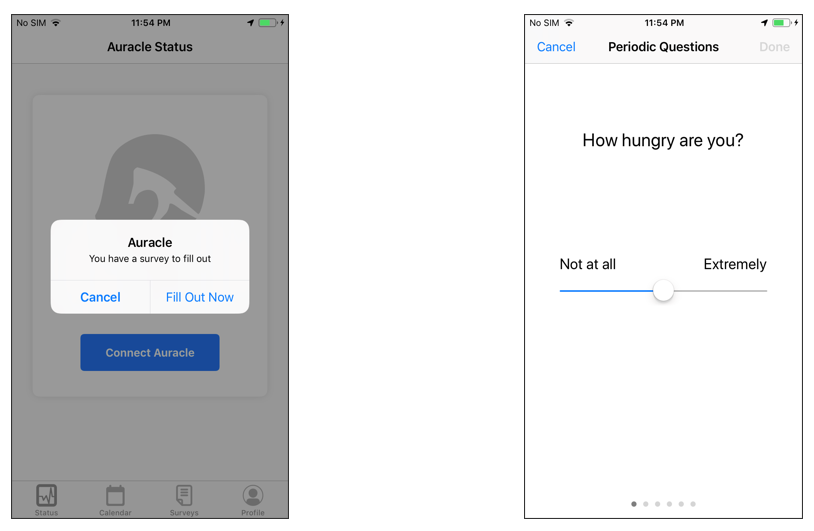 No SIM 11:54 PM
Auracle Status
Auracle
You have a survey to fill out
Cancel Fill Out Now
Connect Auracle
Status Calendar Surveys Profile
No SIM 11:54 PM
Cancel Periodic Questions Done
How hungry are you?
Not at all Extremely